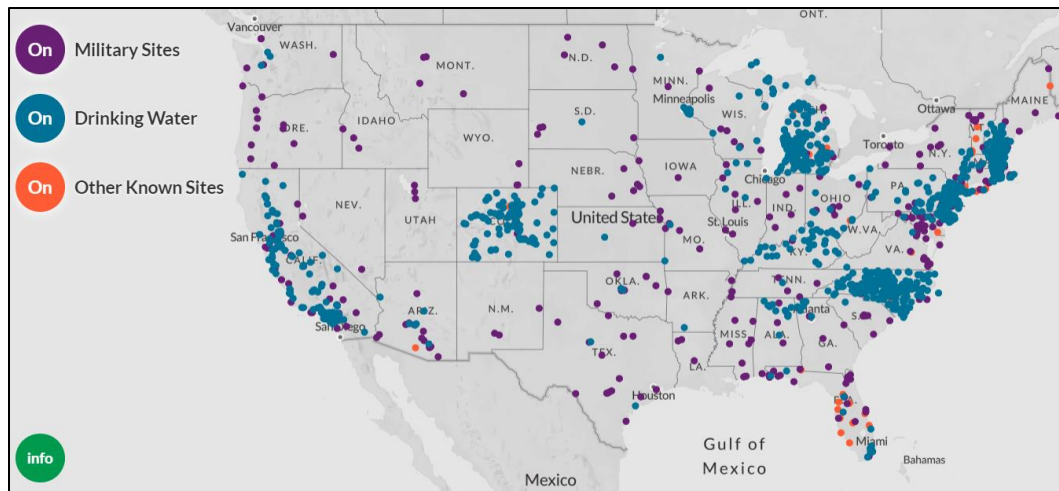 On Military Sites
On Drinking Water
On Other Known Sites
info
ONT.
Vancouver
WASH.
MONT.
N.D.
MINN.
Minneapolis
Ottawa
MAINE
ORE.
IDAHO
S.D.
WIS.
Toronto
N.Y.
WYO.
IOWA
Chicago
NEBR.
PA.
NEV.
UTAH
United States
ILL.
IND.
OHIO
St. Louis
W.VA.
San Francisco
CALIF.
MO.
KY.
VA.
OKLA.
TENN.
ARIZ.
N.M.
ARK.
Atlanta
San Diego
MISS.
ALA.
GA.
TEX.
LA.
Houston
FLA.
Gulf of
Mexico
Miami
Bahamas
Mexico